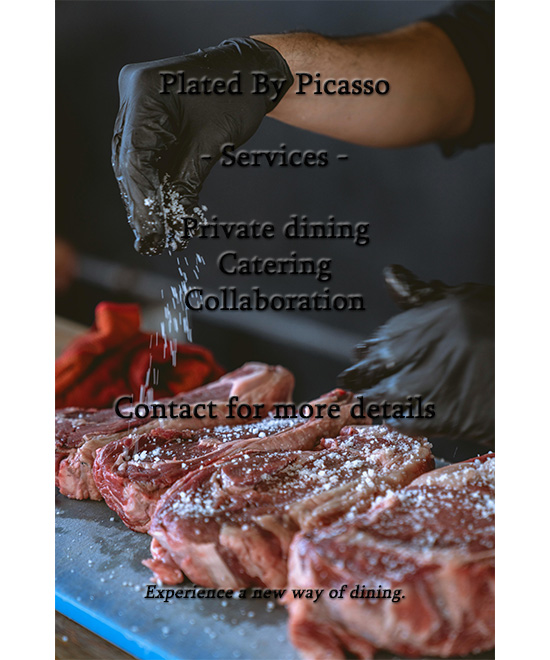 Plated By Picasso
- Services -
Private dining
Catering
Collaboration
Contact for more details
Experience a new way of dining.